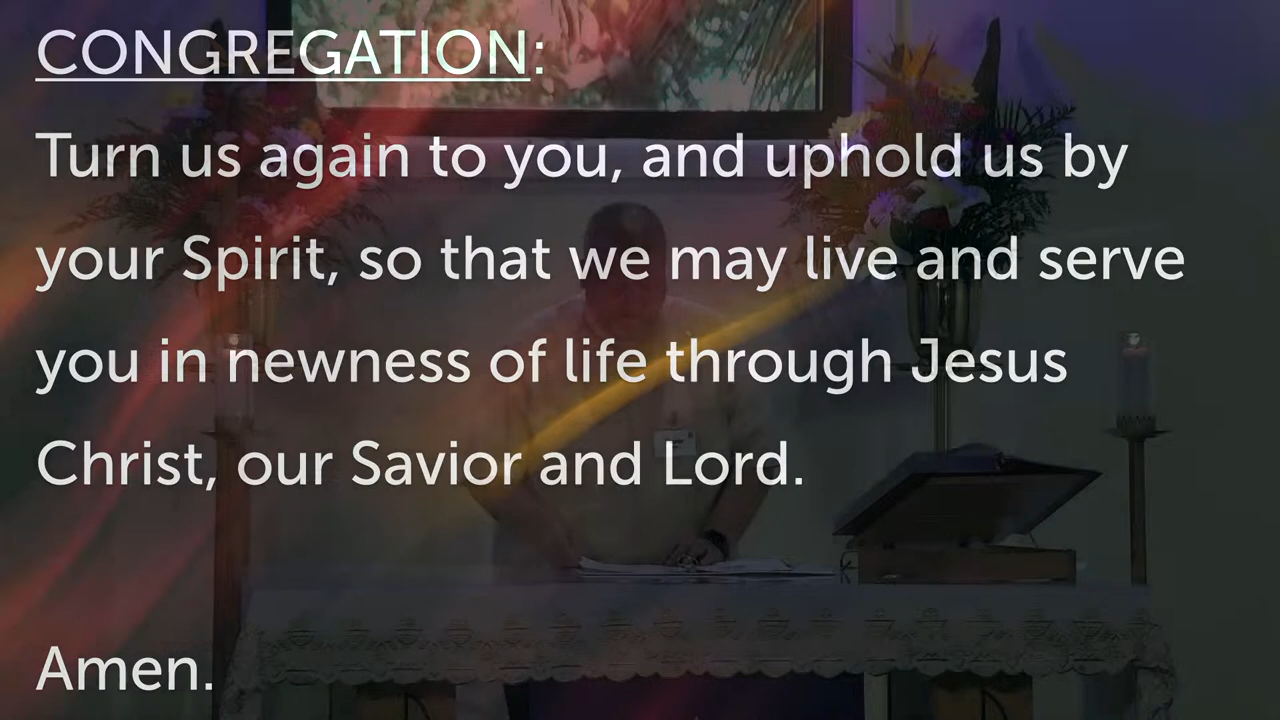 CONGREGATION:
Turn us again to you, and uphold us by
your Spirit, so that we may live and serve
you in newness of life through Jesus
Christ, our Savior and Lord.
Amen.